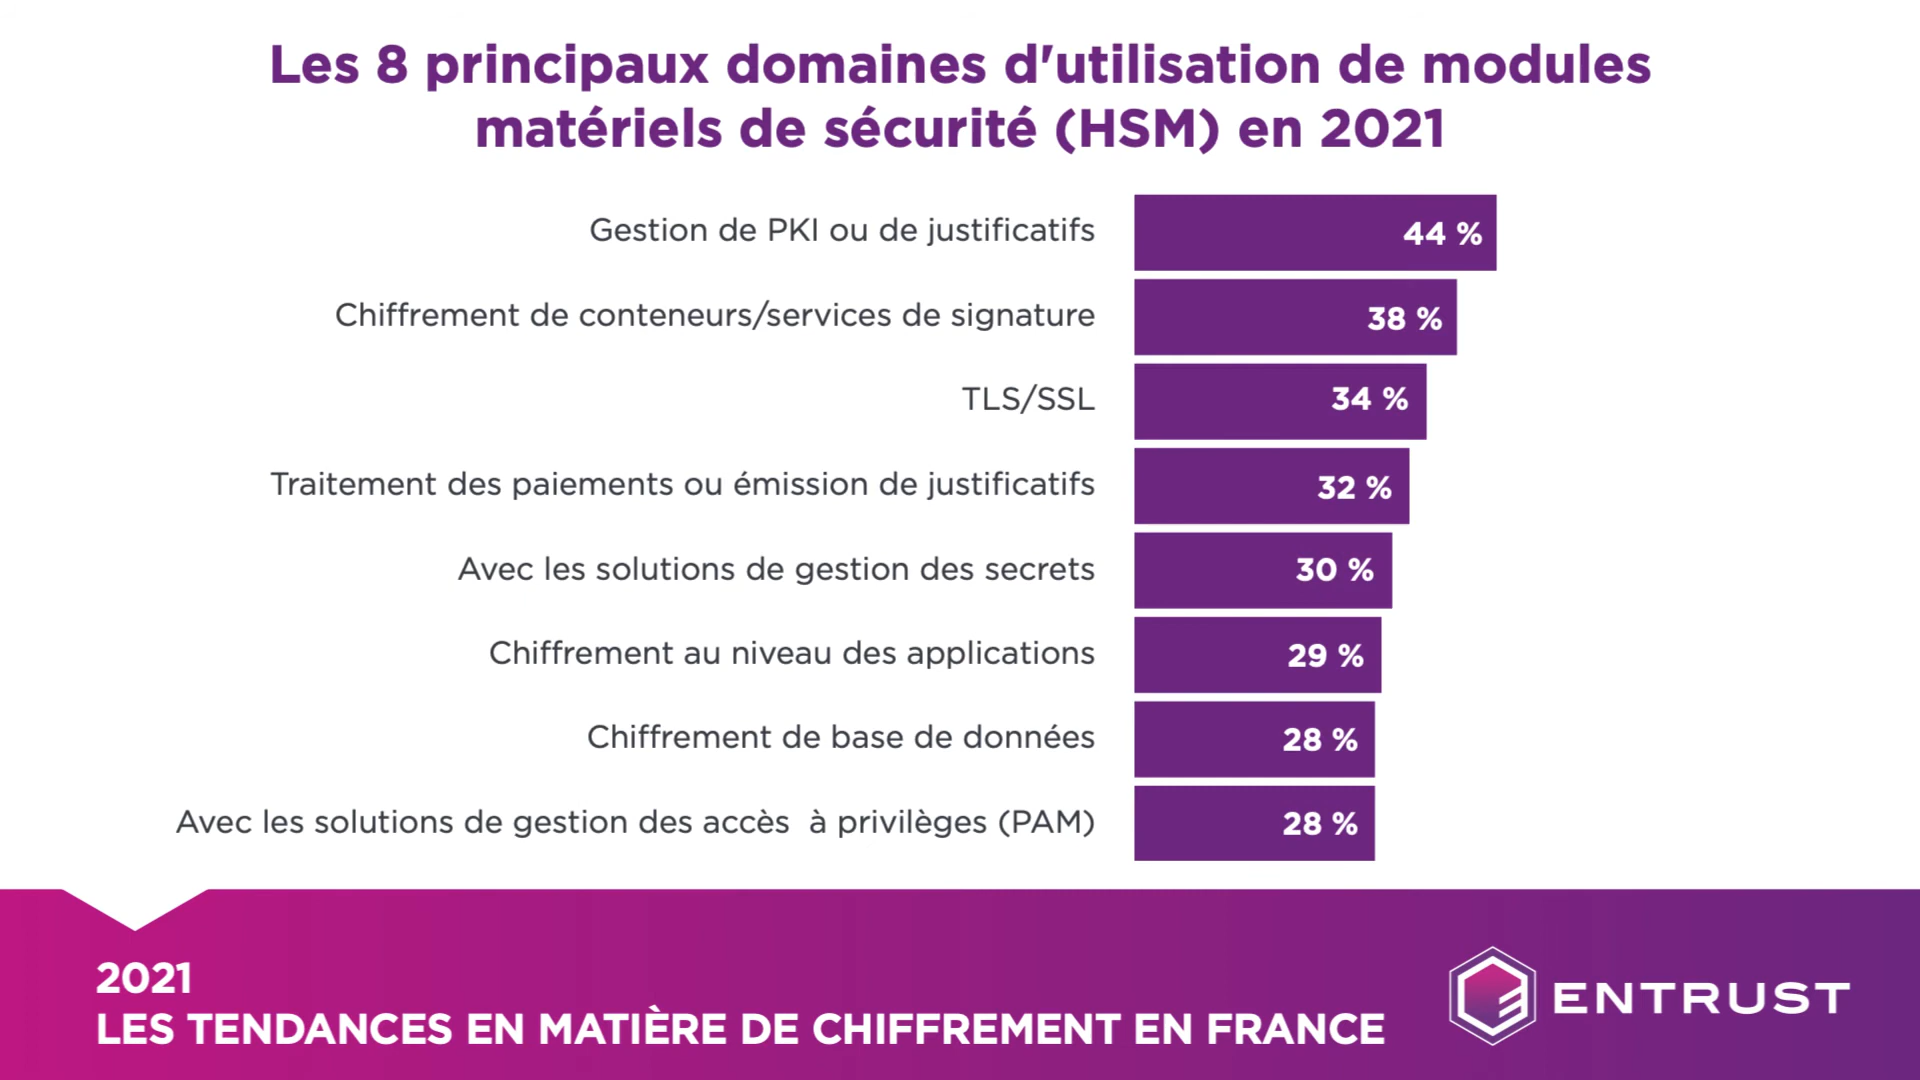 Les 8 principaux domaines d'utilisation de modules
matériels de sécurité (HSM) en 2021
Gestion de PKI ou de justificatifs 44 %
Chiffrement de conteneurs/services de signature 38 %
TLS/SSL 34 %
Traitement des paiements ou émission de justificatifs 32 %
Avec les solutions de gestion des secrets 30 %
Chiffrement au niveau des applications 29 %
Chiffrement de base de données 28 %
Avec les solutions de gestion des accès à privilèges (PAM) 28 %
2021
LES TENDANCES EN MATIÈRE DE CHIFFREMENT EN FRANCE
ENTRUST